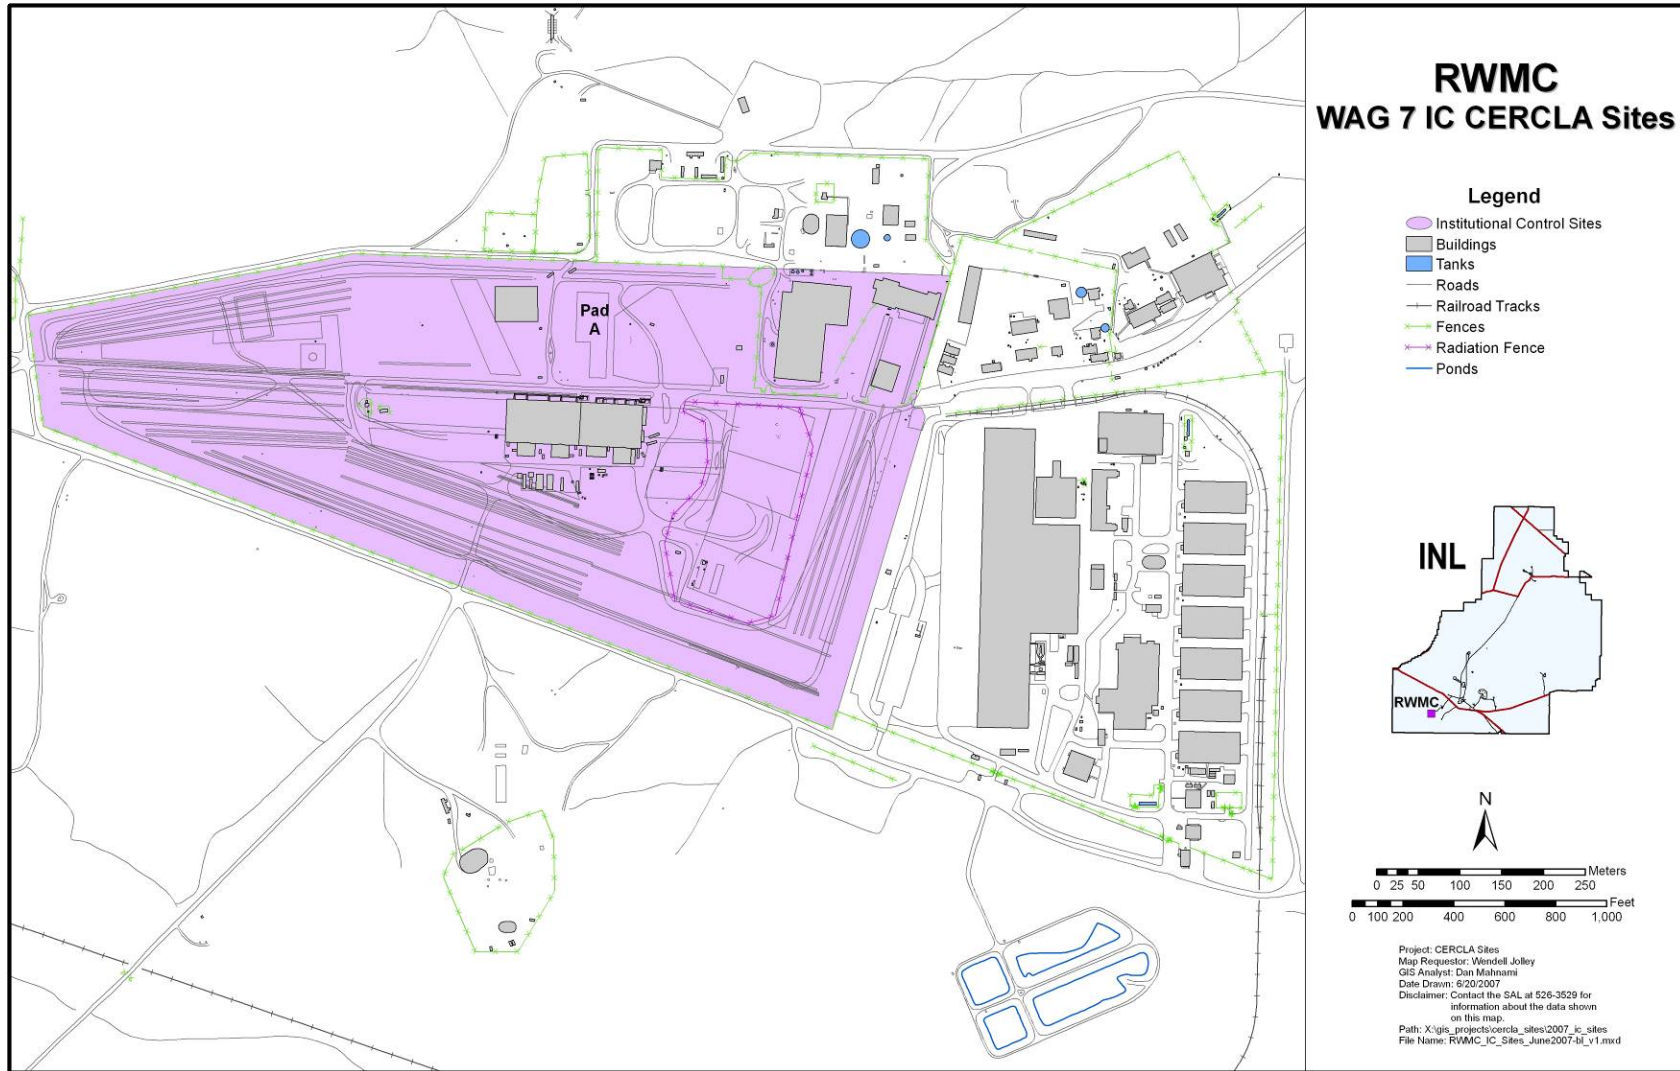 RWMC
WAG 7 IC CERCLA Sites
Legend
Institutional Control Sites
Buildings
Tanks
Roads
Railroad Tracks
Fences
Radiation Fence
Ponds
Pad
A
INL
RWMC
N
Meters
0 25 50 100 150 200 250
Feet
0 100 200 400 600 800 1,000
Project: CERCLA Sites
Map Requestor: Wendell Jolley
GIS Analyst: Dan Mahnami
Date Drawn: 6/20/2007
Disclaimer: Contact the SAL at 526-3529 for
information about the data shown
on this map.
Path: X:\gis_projects\cercla_sites\2007_ic_sites
File Name: RWMC_IC_Sites_June2007-bl_v1.mxd